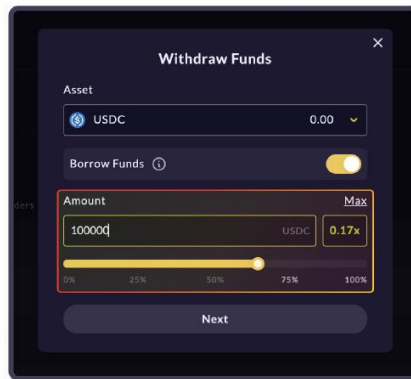 Withdraw Funds
Asset
USDC 0.00
Borrow Funds
ders
Amount Max
100000 USDC 0.17x
0% 25% 50% 75% 100%
Next